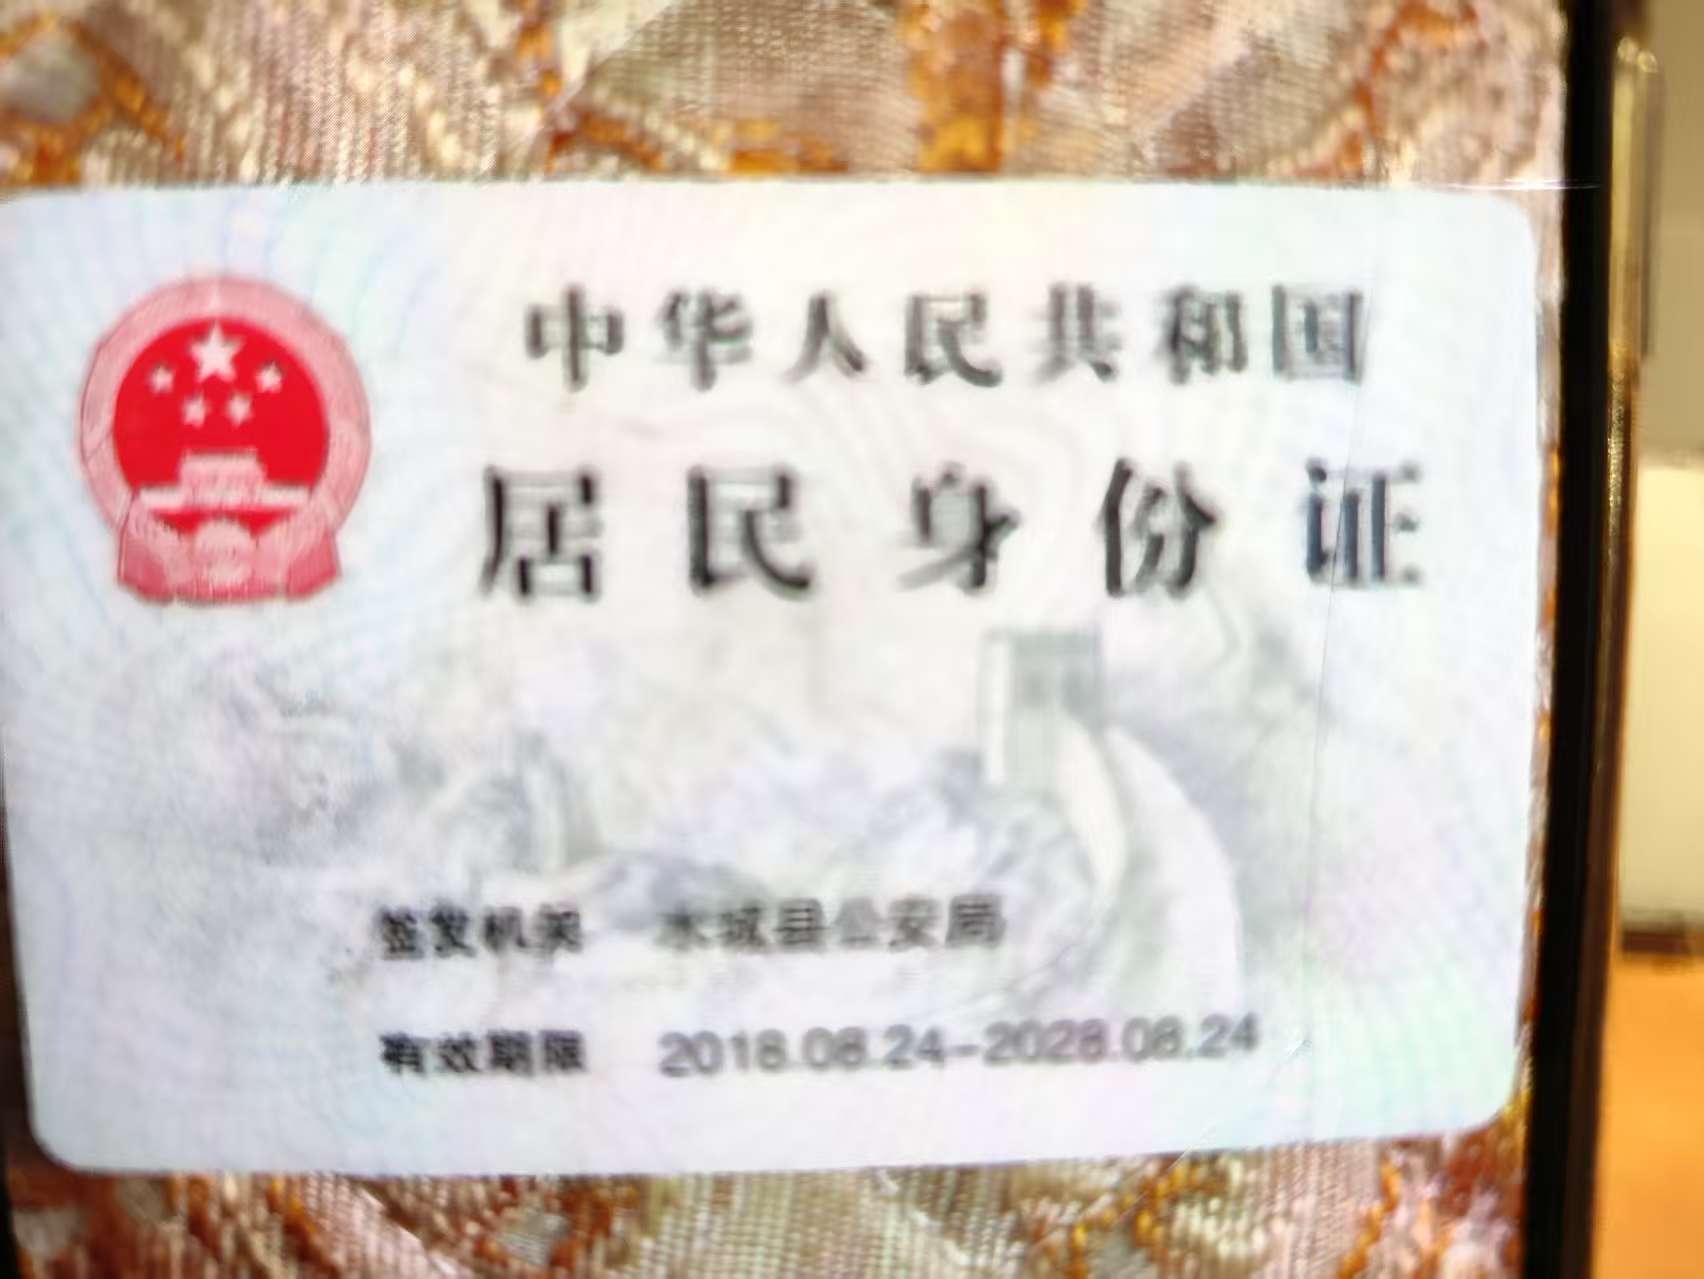 中华人民共和国
居民身份证
签发机关 水城县公安局
有效期限 2018.08.24-2028.08.24